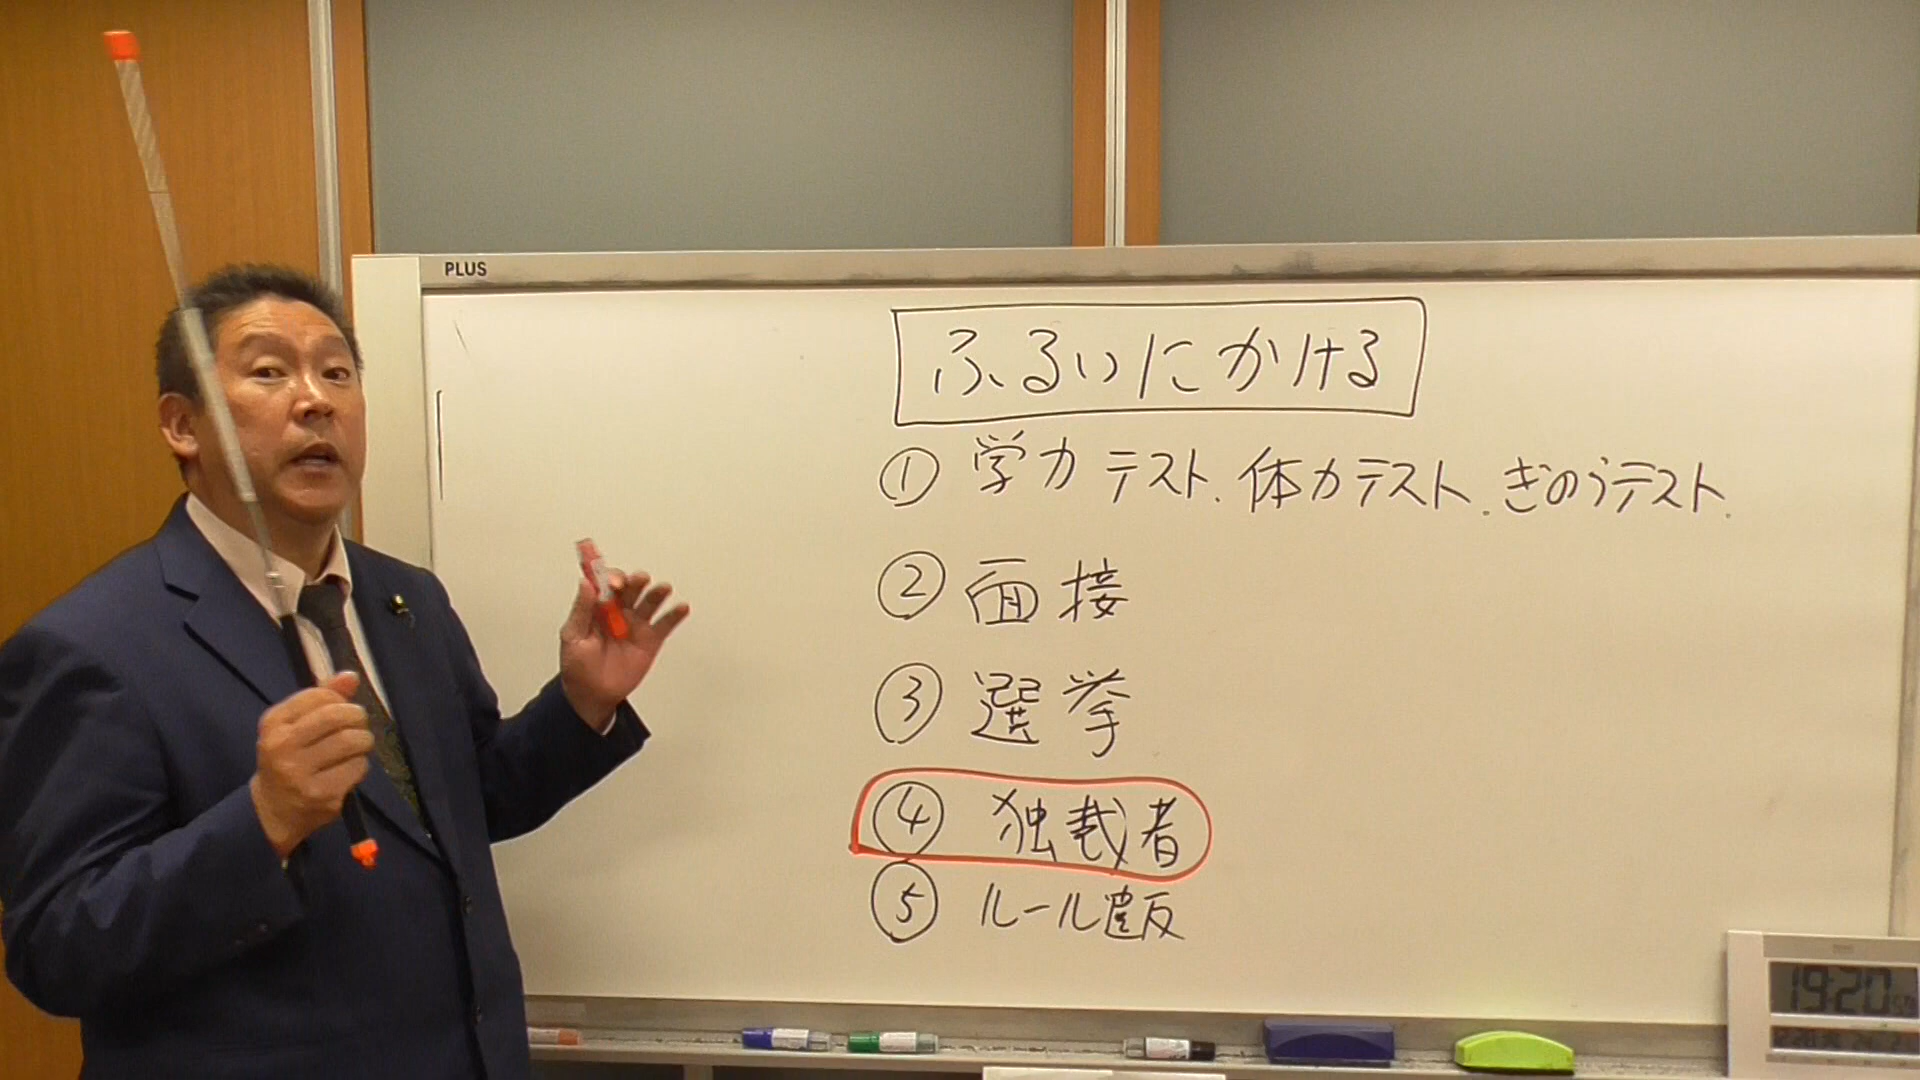 PLUS
ふるいにかける
① 学力テスト.体力テスト.ぎのうテスト.
② 面接
③ 選挙
④ 独裁者
⑤ ルール違反
19:20